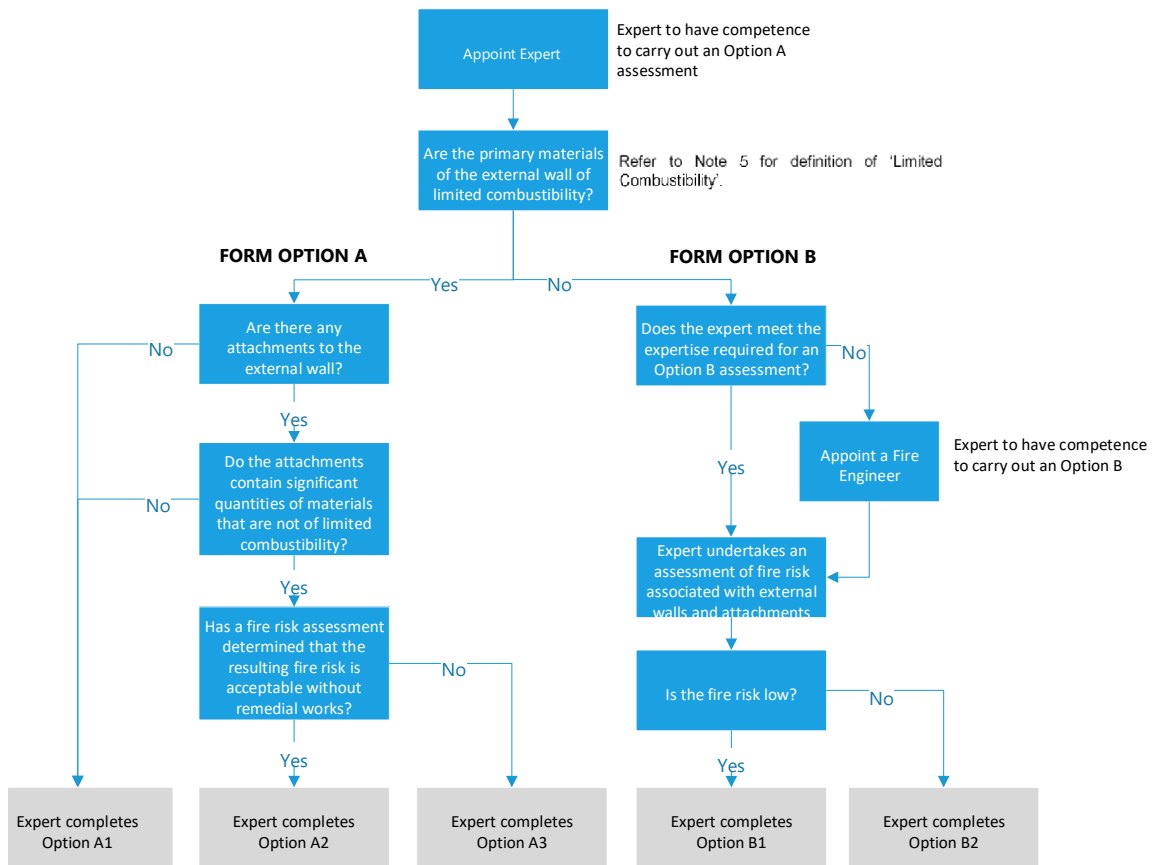 Appoint Expert
Expert to have competence
to carry out an Option A
assessment
Are the primary materials
of the external wall of
limited combustibility?
Refer to Note 5 for definition of ‘Limited
Combustibility’.
FORM OPTION A
FORM OPTION B
Yes
No
Are there any
attachments to the
external wall?
No
Yes
Do the attachments
contain significant
quantities of materials
that are not of limited
combustibility?
No
Yes
Has a fire risk assessment
determined that the
resulting fire risk is
acceptable without
remedial works?
No
Yes
Does the expert meet the
expertise required for an
Option B assessment?
No
Yes
Appoint a Fire
Engineer
Expert to have competence
to carry out an Option B
Expert undertakes an
assessment of fire risk
associated with external
walls and attachments
Is the fire risk low?
No
Yes
Expert completes
Option A1
Expert completes
Option A2
Expert completes
Option A3
Expert completes
Option B1
Expert completes
Option B2